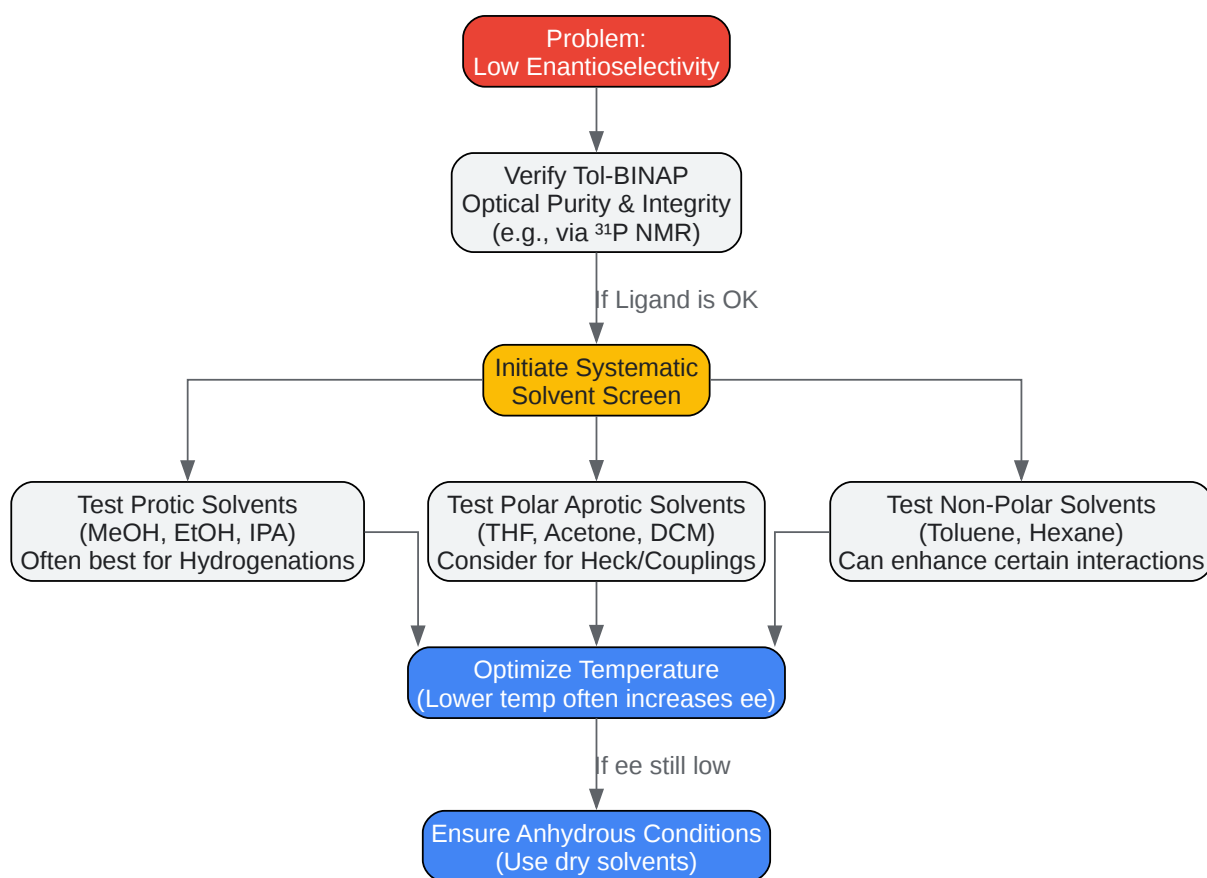 Problem:
Low Enantioselectivity
Verify Tol-BINAP
Optical Purity & Integrity
(e.g., via ³¹P NMR)
If Ligand is OK
Initiate Systematic
Solvent Screen
Test Protic Solvents
(MeOH, EtOH, IPA)
Often best for Hydrogenations
Test Polar Aprotic Solvents
(THF, Acetone, DCM)
Consider for Heck/Couplings
Test Non-Polar Solvents
(Toluene, Hexane)
Can enhance certain interactions
Optimize Temperature
(Lower temp often increases ee)
If ee still low
Ensure Anhydrous Conditions
(Use dry solvents)